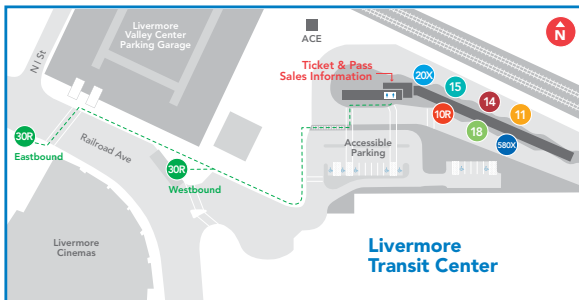 Livermore
Valley Center
Parking Garage
ACE
N
N I St
Ticket & Pass
Sales Information
20X
15
14
11
10R
18
580X
30R
Eastbound
Railroad Ave
30R
Westbound
Accessible
Parking
Livermore
Cinemas
Livermore
Transit Center